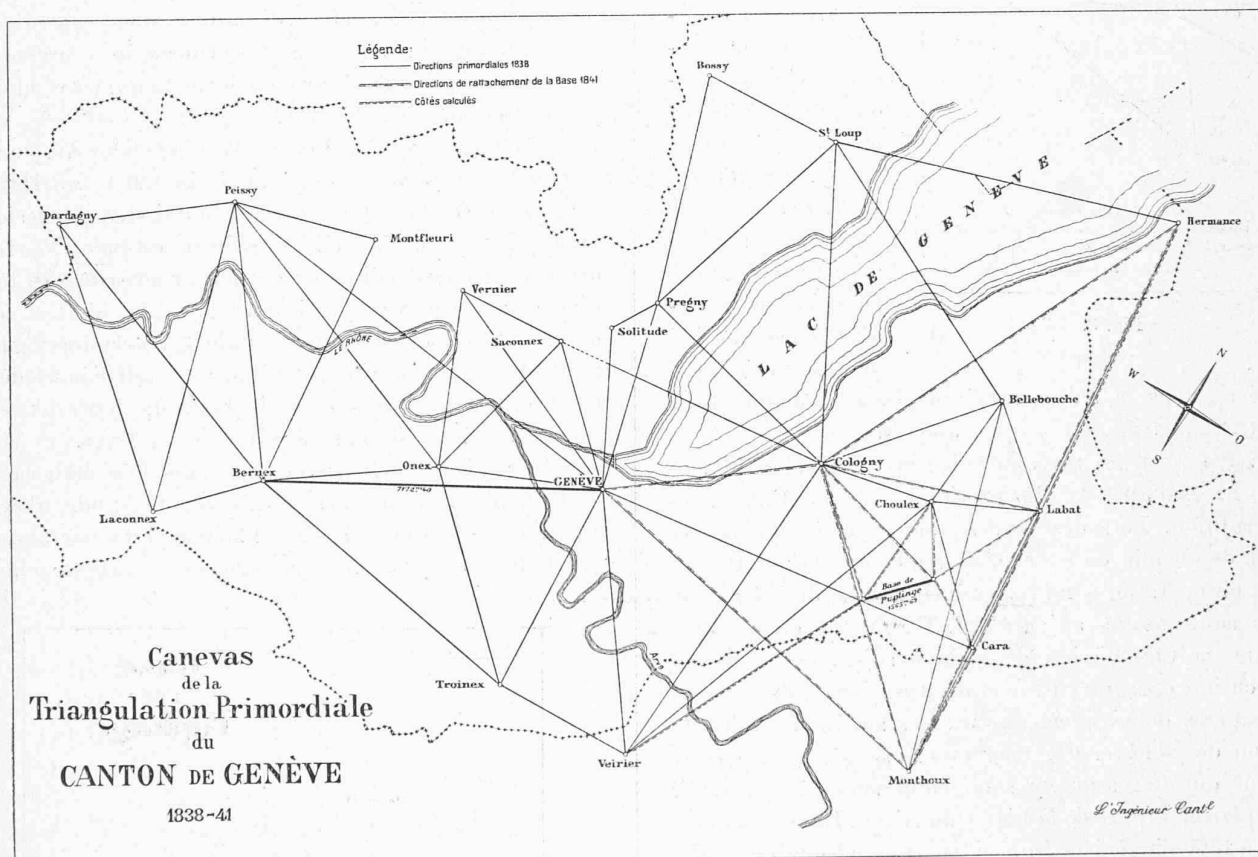 Légende:
Directions primordiales 1838
Directions de rattachement de la Base 1841
Côtés calculés
Bossy
St Loup
LAC DE GENEVE
Hermance
Peissy
Dardagny
Montfleuri
Vernier
Pregny
Solitude
Saconnex
LE RHÔNE
N
W
O
S
Bellebouche
Bernex
Onex
GENÈVE
Cologny
Choulex
Labat
Laconnex
Base de
Puplinge
Cara
Arve
Troinex
Veirier
Monthoux
Canevas
de la
Triangulation Primordiale
du
CANTON DE GENÈVE
1838-41
L'Ingénieur Cantl